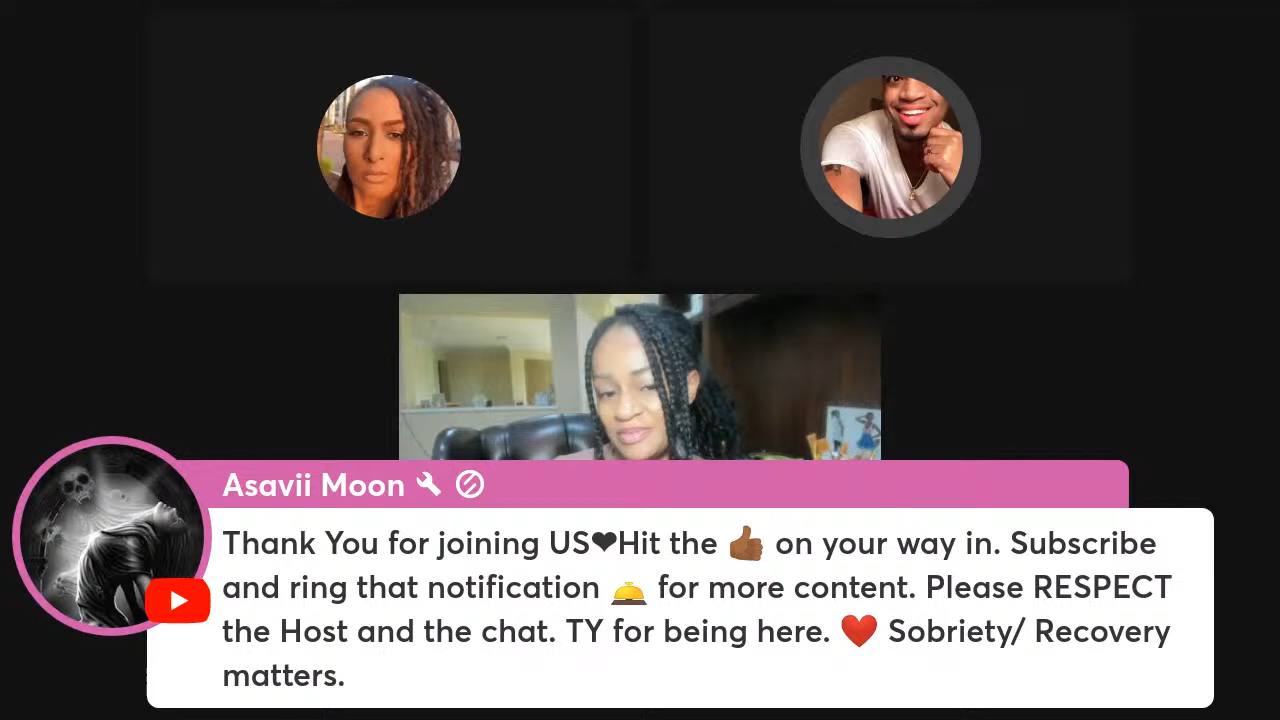 Asavii Moon
Thank You for joining US❤Hit the 👍🏾 on your way in. Subscribe
and ring that notification 🛎️ for more content. Please RESPECT
the Host and the chat. TY for being here. ❤️ Sobriety/ Recovery
matters.